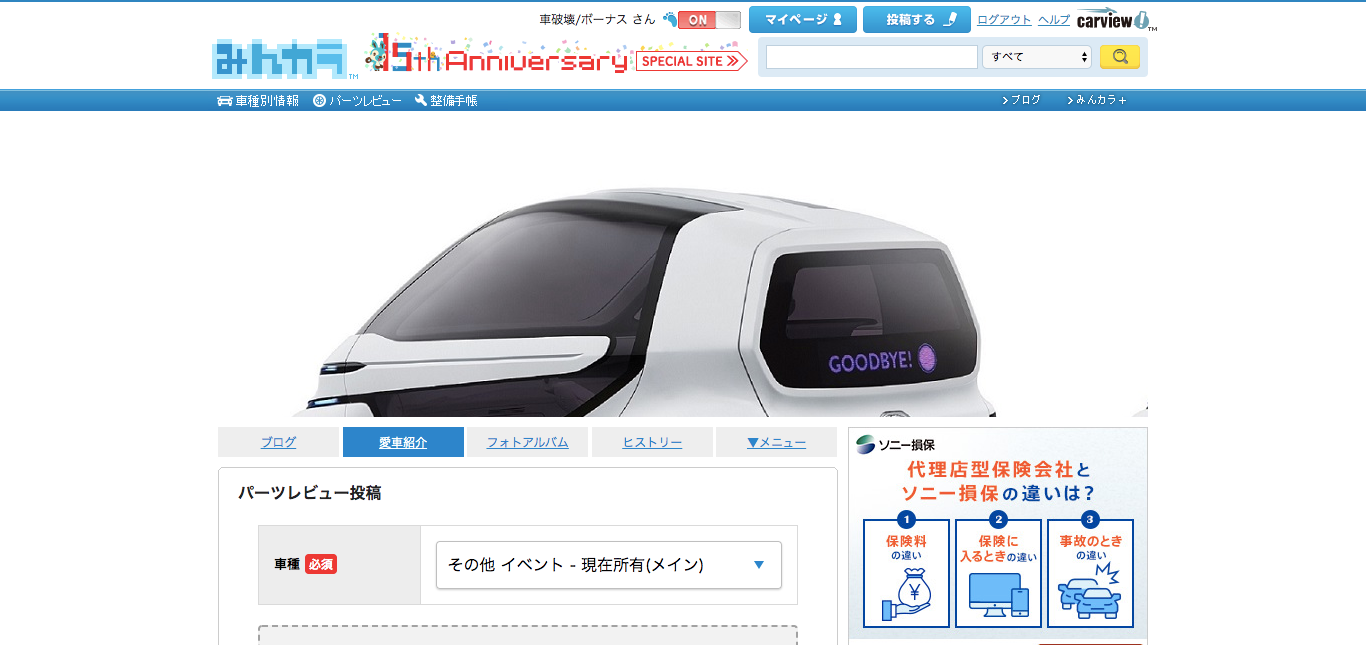 車破壊/ボーナス さん
ON
マイページ
投稿する
ログアウト
ヘルプ
carview!
TM
みんカラ
TM
15th Anniversary
SPECIAL SITE
すべて
車種別情報
パーツレビュー
整備手帳
ブログ
みんカラ+
GOODBYE!
ブログ
愛車紹介
フォトアルバム
ヒストリー
▼メニュー
パーツレビュー投稿
車種 必須
その他 イベント - 現在所有(メイン)
▼
ソニー損保
代理店型保険会社と
ソニー損保の違いは?
1
保険料
の違い
¥
2
保険に
入るときの違い
3
事故のとき
の違い